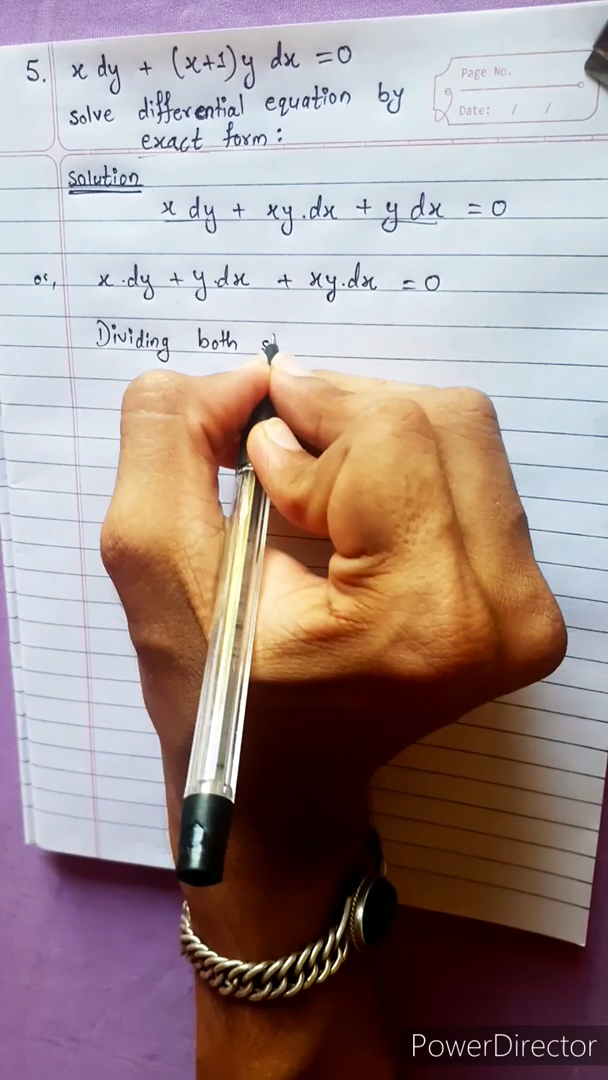 5. x dy + (x+1)y dx = 0
Page No.
Date: / /
solve differential equation by
exact form:
solution
x dy + xy.dx + y dx = 0
or, x.dy + y.dx + xy.dx = 0
Dividing both
PowerDirector